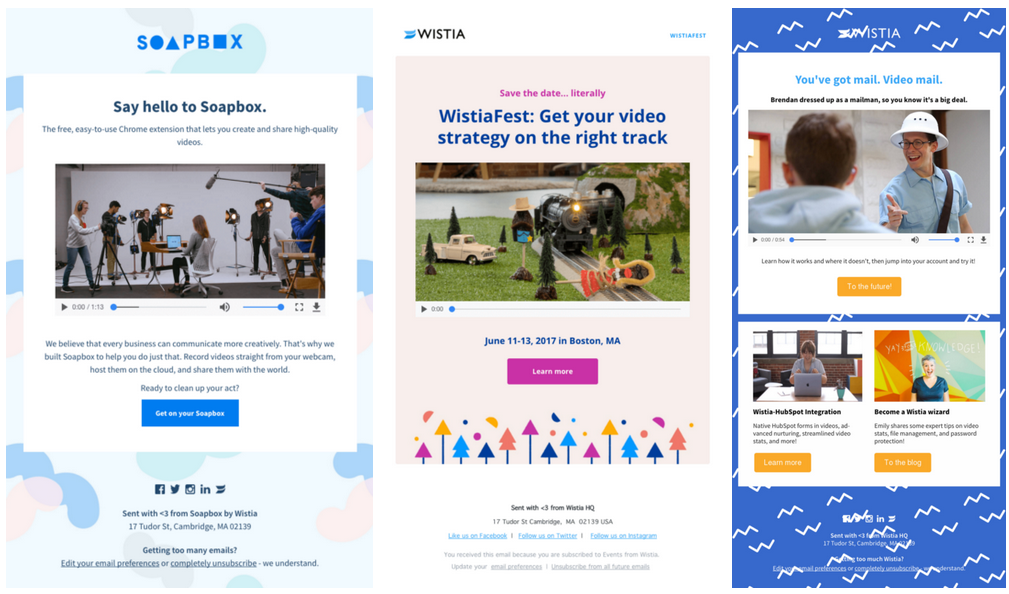 SOAPBOX
Say hello to Soapbox.
The free, easy-to-use Chrome extension that lets you create and share high-quality
videos.
0:00 / 1:13
We believe that every business can communicate more creatively. That's why we
built Soapbox to help you do just that. Record videos straight from your webcam,
host them on the cloud, and share them with the world.
Ready to clean up your act?
Get on your Soapbox
Sent with <3 from Soapbox by Wistia
17 Tudor St, Cambridge, MA 02139
Getting too many emails?
Edit your email preferences or completely unsubscribe - we understand.
WISTIA
WISTIAFEST
Save the date... literally
WistiaFest: Get your video
strategy on the right track
0:00
June 11-13, 2017 in Boston, MA
Learn more
Sent with <3 from Wistia HQ
17 Tudor St Cambridge, MA 02139 USA
Like us on Facebook | Follow us on Twitter | Follow us on Instagram
You received this email because you are subscribed to Events from Wistia.
Update your email preferences | Unsubscribe from all future emails
WISTIA
You've got mail. Video mail.
Brendan dressed up as a mailman, so you know it's a big deal.
0:00 / 0:54
Learn how it works and where it doesn't, then jump into your account and try it!
To the future!
Wistia-HubSpot Integration
Native HubSpot forms in videos, ad-
vanced nurturing, streamlined video
stats, and more!
Learn more
YAY KNOWLEDGE!
Become a Wistia wizard
Emily shares some expert tips on video
stats, file management, and password
protection!
To the blog
Sent with <3 from Wistia HQ
17 Tudor St, Cambridge, MA 02139
Getting too much Wistia?
Edit your email preferences or completely unsubscribe - we understand.